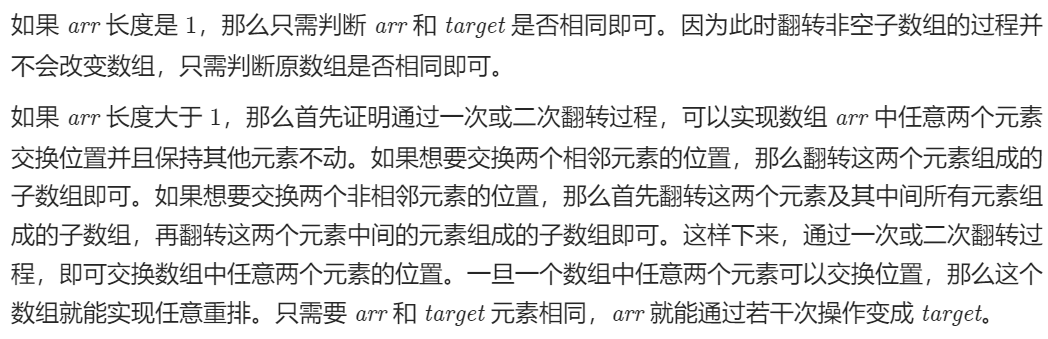 如果 arr 长度是 1，那么只需判断 arr 和 target 是否相同即可。因为此时翻转非空子数组的过程并
不会改变数组，只需判断原数组是否相同即可。
如果 arr 长度大于 1，那么首先证明通过一次或二次翻转过程，可以实现数组 arr 中任意两个元素
交换位置并且保持其他元素不动。如果想要交换两个相邻元素的位置，那么翻转这两个元素组成的
子数组即可。如果想要交换两个非相邻元素的位置，那么首先翻转这两个元素及其中间所有元素组
成的子数组，再翻转这两个元素中间的元素组成的子数组即可。这样下来，通过一次或二次翻转过
程，即可交换数组中任意两个元素的位置。一旦一个数组中任意两个元素可以交换位置，那么这个
数组就能实现任意重排。只需要 arr 和 target 元素相同，arr 就能通过若干次操作变成 target。